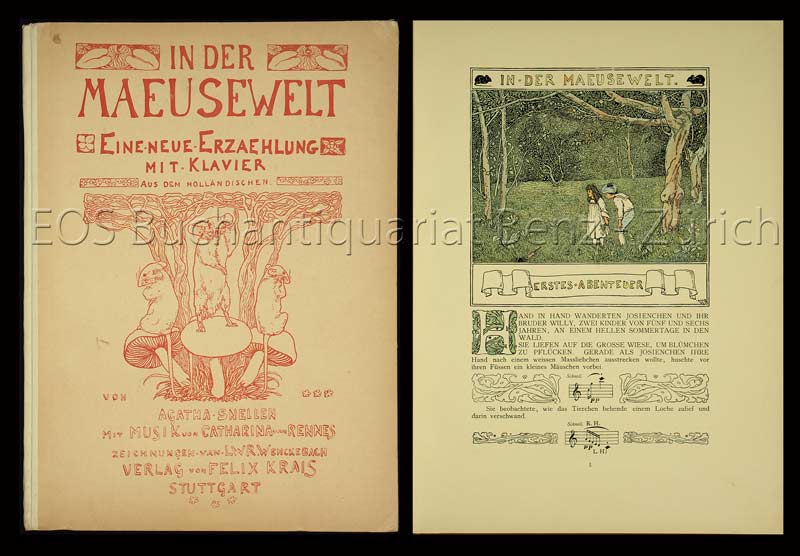 IN DER
MAEUSEWELT
EINE NEUE ERZAEHLUNG
MIT KLAVIER
AUS DEM HOLLÄNDISCHEN
VON
AGATHA SNELLER
MIT MUSIK VON CATHARINA VAN RENNES
ZEICHNUNGEN VAN L.W.R. WENCKEBACH
VERLAG VON FELIX KRAIS
STUTTGART
EOS Buchantiquariat Benz - Zürich
IN · DER MAEUSEWELT.
ERSTES · ABENTEUER
HAND IN HAND WANDERTEN JOSIENCHEN UND IHR
BRUDER WILLY, ZWEI KINDER VON FÜNF UND SECHS
JAHREN, AN EINEM HELLEN SOMMERTAGE IN DEN
WALD.
SIE LIEFEN AUF DIE GROSSE WIESE, UM BLÜMCHEN
ZU PFLÜCKEN. GERADE ALS JOSIENCHEN IHRE
Hand nach einem weissen Massliebchen ausstrecken wollte, huschte vor
ihren Füssen ein kleines Mäuschen vorbei.
Schnell.
pp
Sie beobachtete, wie das Tierchen behende einem Loche zulief und
darin verschwand.
Schnell. R. H.
pp
L. H.
1